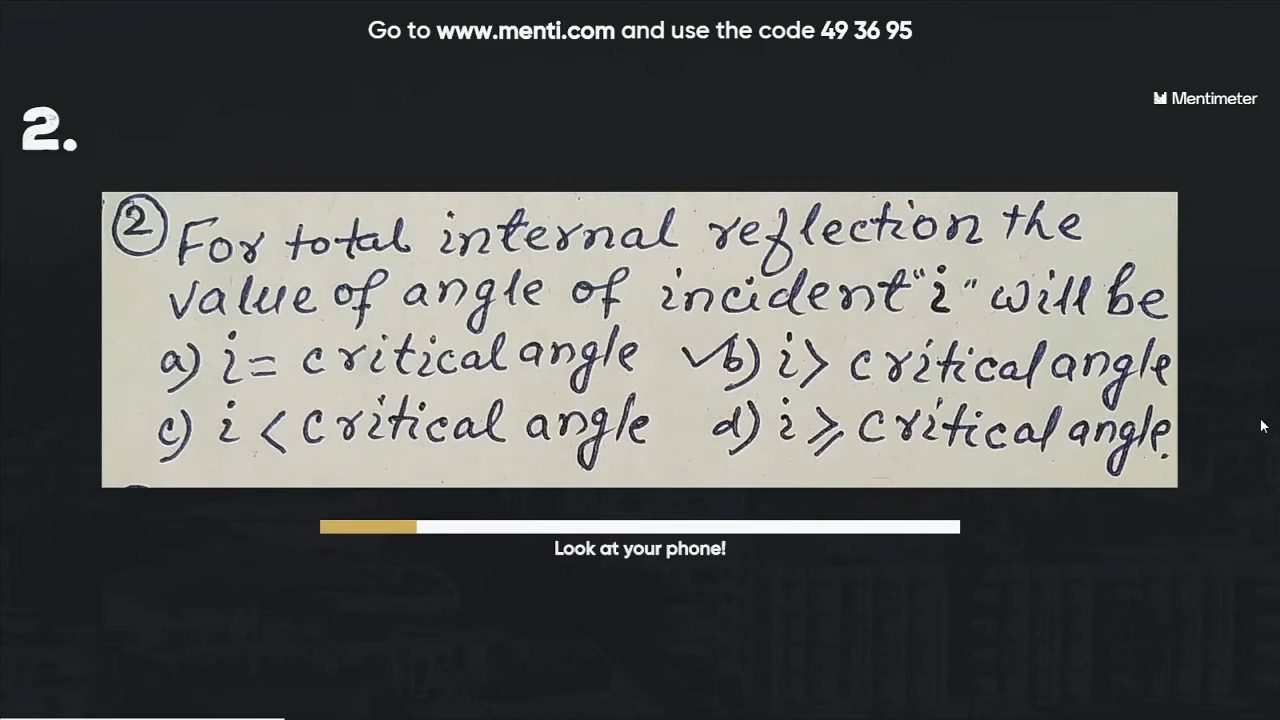 Go to www.menti.com and use the code 49 36 95
Mentimeter
2.
② For total internal reflection the
value of angle of incident "i" will be
a) i = critical angle ✓b) i > critical angle
c) i < critical angle d) i ⩾ critical angle.
Look at your phone!